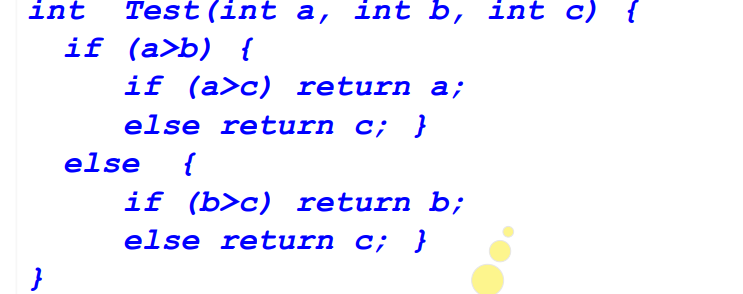 int  Test(int a, int b, int c) {
if (a>b) {
if (a>c) return a;
else return c; }
else  {
if (b>c) return b;
else return c; }
}